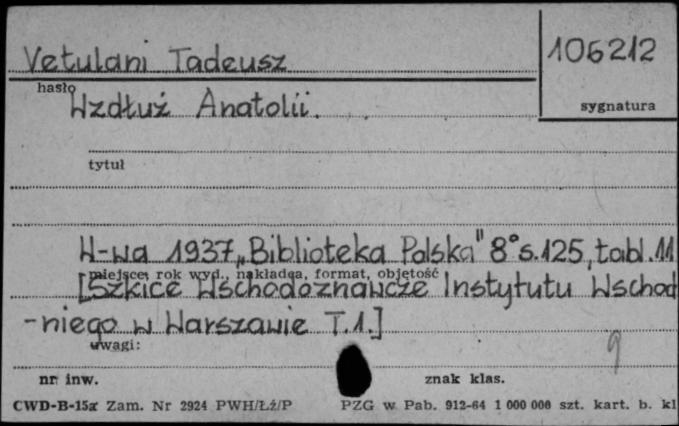 Vetulani Tadeusz
106212
hasło
sygnatura
Wzdłuż Anatolii.
tytuł
W-wa 1937 „Biblioteka Polska" 8° s.125, tabl.11
miejsce, rok wyd., nakładca, format, objętość
[Szkice Wschodoznawcze Instytutu Wschod
-niego w Warszawie T.1.]
uwagi:
9
nr inw.
znak klas.
CWD-B-15a Zam. Nr 2924 PWH/Łź/P PZG w Pab. 912-64 1 000 000 szt. kart. b. kl